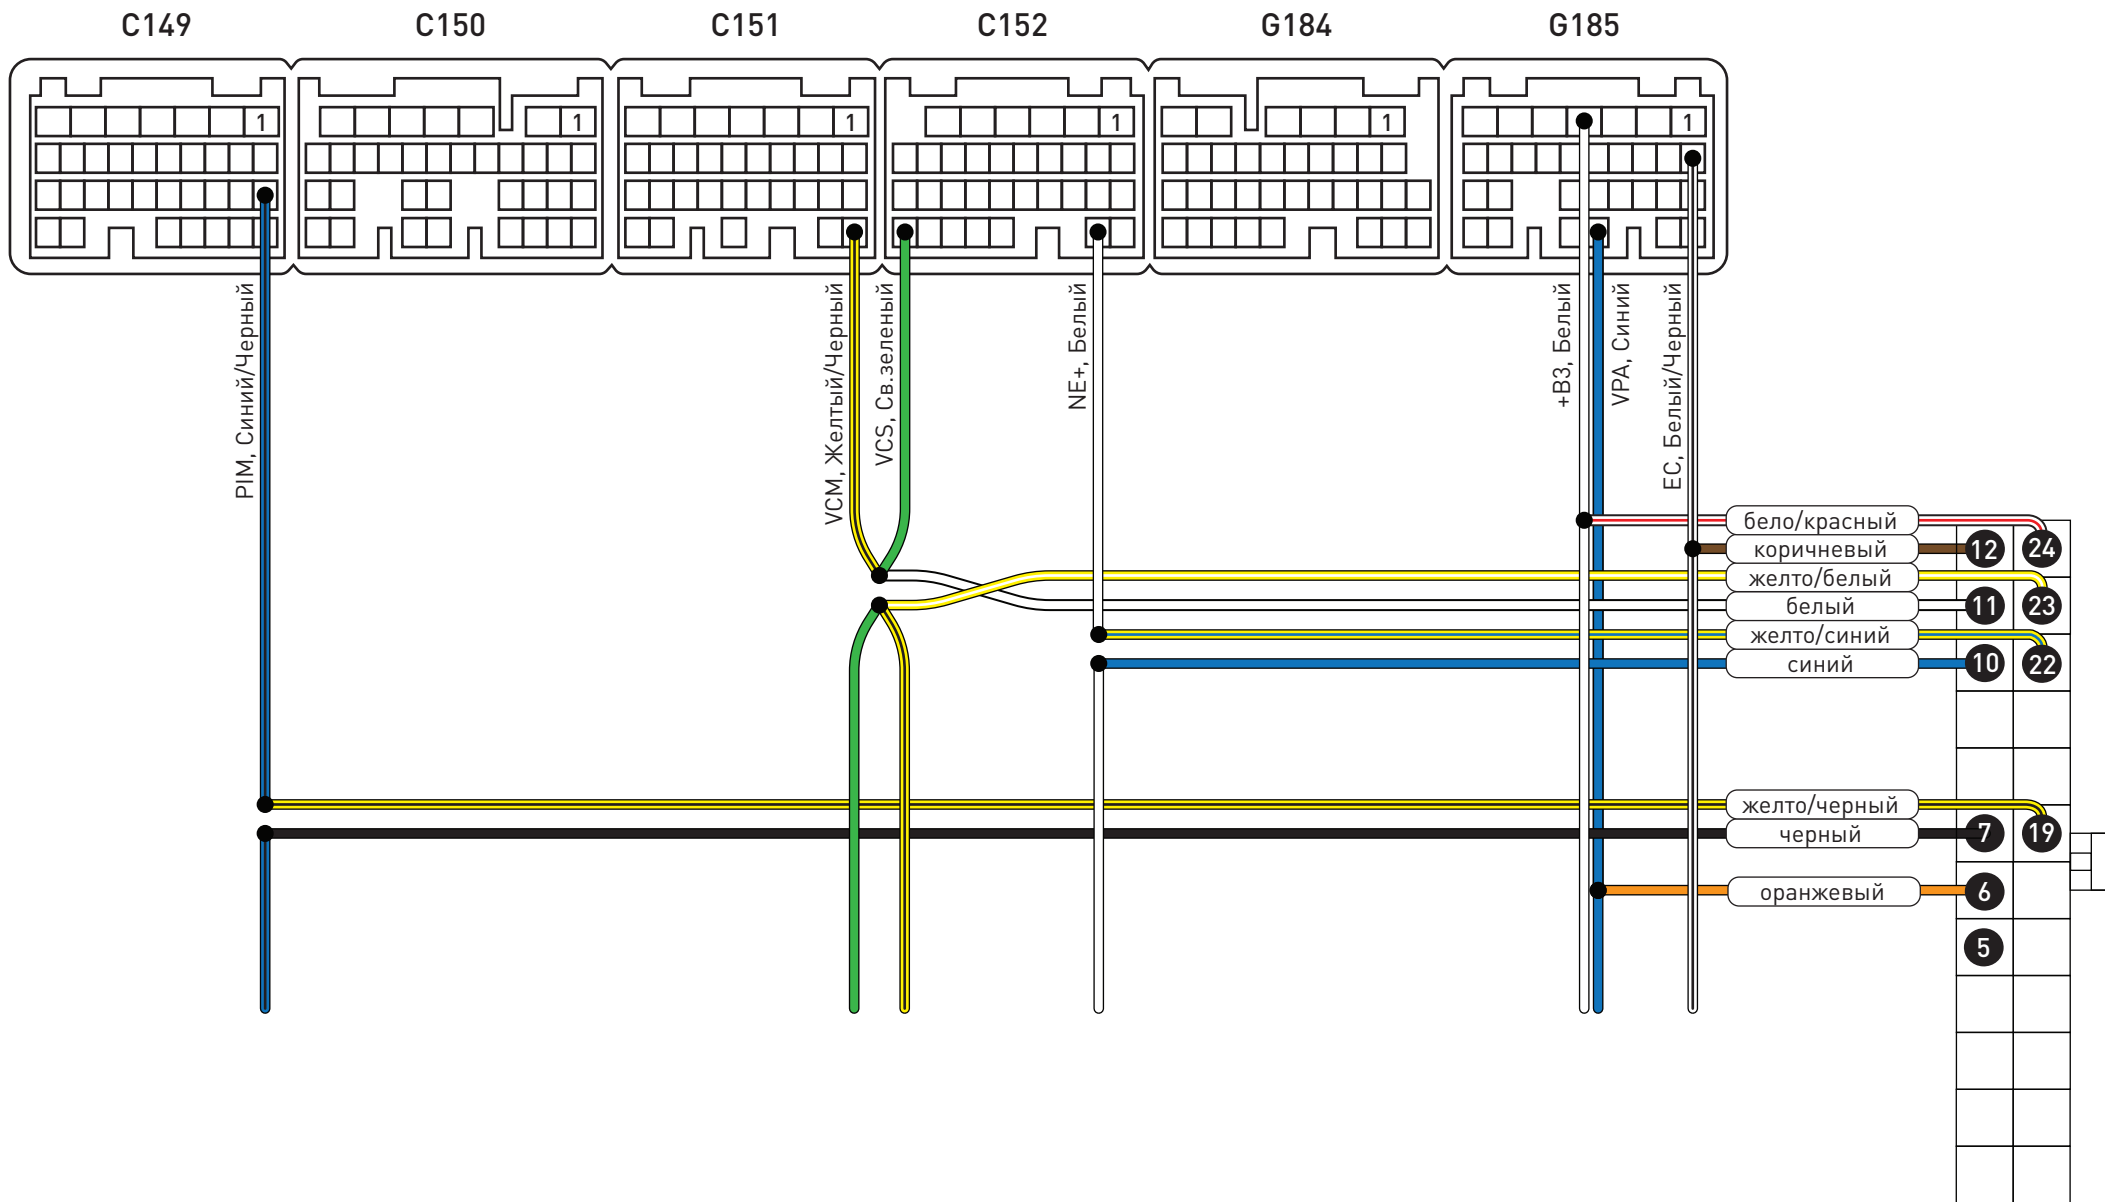 C149
C150
C151
C152
G184
G185
1
1
1
1
1
1
PIM, Синий/Черный
VCM, Желтый/Черный
VCS, Св.зеленый
NE+, Белый
+B3, Белый
VPA, Синий
EC, Белый/Черный
бело/красный
24
коричневый
12
желто/белый
23
белый
11
желто/синий
22
синий
10
желто/черный
19
черный
7
оранжевый
6
5